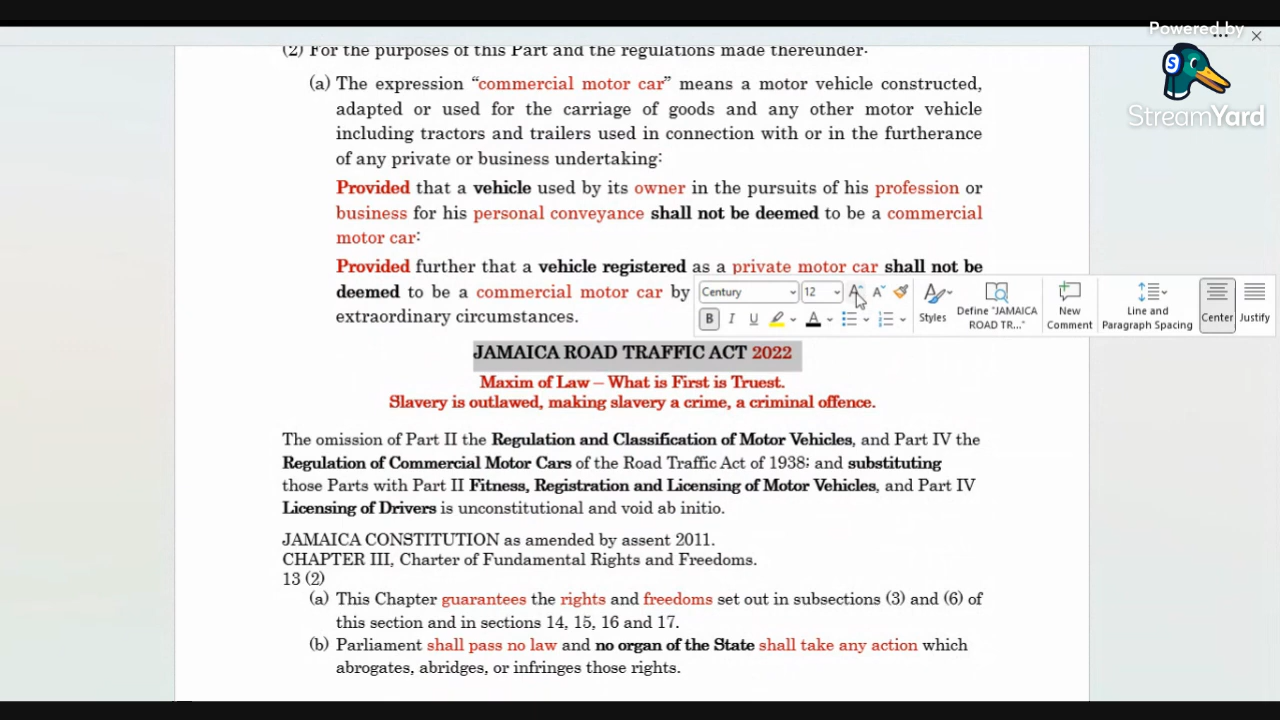 Powered by
StreamYard
(2) For the purposes of this Part and the regulations made thereunder-
(a) The expression “commercial motor car” means a motor vehicle constructed,
adapted or used for the carriage of goods and any other motor vehicle
including tractors and trailers used in connection with or in the furtherance
of any private or business undertaking:
Provided that a vehicle used by its owner in the pursuits of his profession or
business for his personal conveyance shall not be deemed to be a commercial
motor car:
Provided further that a vehicle registered as a private motor car shall not be
deemed to be a commercial motor car by
extraordinary circumstances.
Century
12
B I U A
Styles
Define "JAMAICA
ROAD TR..."
New
Comment
Line and
Paragraph Spacing
Center
Justify
JAMAICA ROAD TRAFFIC ACT 2022
Maxim of Law – What is First is Truest.
Slavery is outlawed, making slavery a crime, a criminal offence.
The omission of Part II the Regulation and Classification of Motor Vehicles, and Part IV the
Regulation of Commercial Motor Cars of the Road Traffic Act of 1938; and substituting
those Parts with Part II Fitness, Registration and Licensing of Motor Vehicles, and Part IV
Licensing of Drivers is unconstitutional and void ab initio.
JAMAICA CONSTITUTION as amended by assent 2011.
CHAPTER III, Charter of Fundamental Rights and Freedoms.
13 (2)
(a) This Chapter guarantees the rights and freedoms set out in subsections (3) and (6) of
this section and in sections 14, 15, 16 and 17.
(b) Parliament shall pass no law and no organ of the State shall take any action which
abrogates, abridges, or infringes those rights.